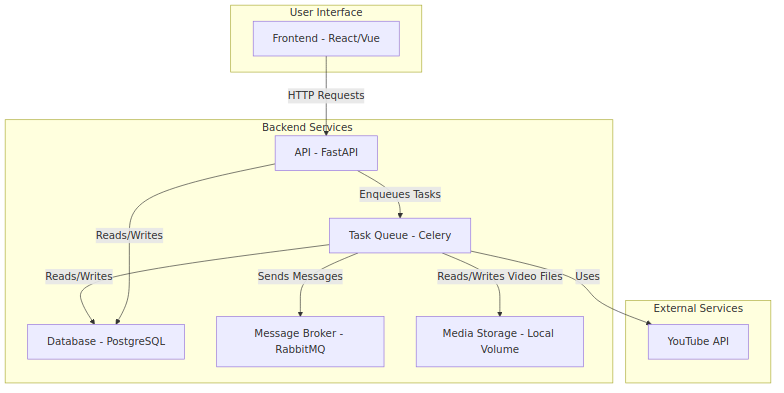 User Interface
Frontend - React/Vue
HTTP Requests
Backend Services
API - FastAPI
Enqueues Tasks
Task Queue - Celery
Reads/Writes
Reads/Writes
Sends Messages
Reads/Writes Video Files
Uses
External Services
Database - PostgreSQL
Message Broker -
RabbitMQ
Media Storage - Local
Volume
YouTube API